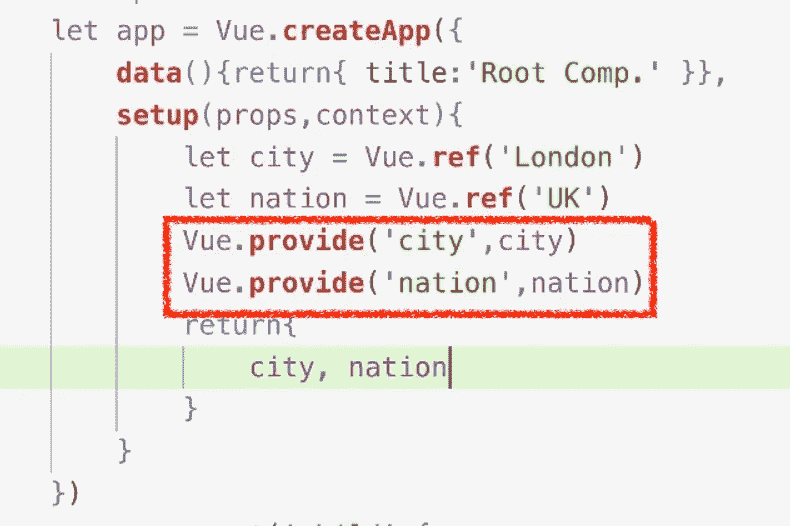 let app = Vue.createApp({
data(){return{ title:'Root Comp.' }},
setup(props,context){
let city = Vue.ref('London')
let nation = Vue.ref('UK')
Vue.provide('city',city)
Vue.provide('nation',nation)
return{
city, nation
}
}
})